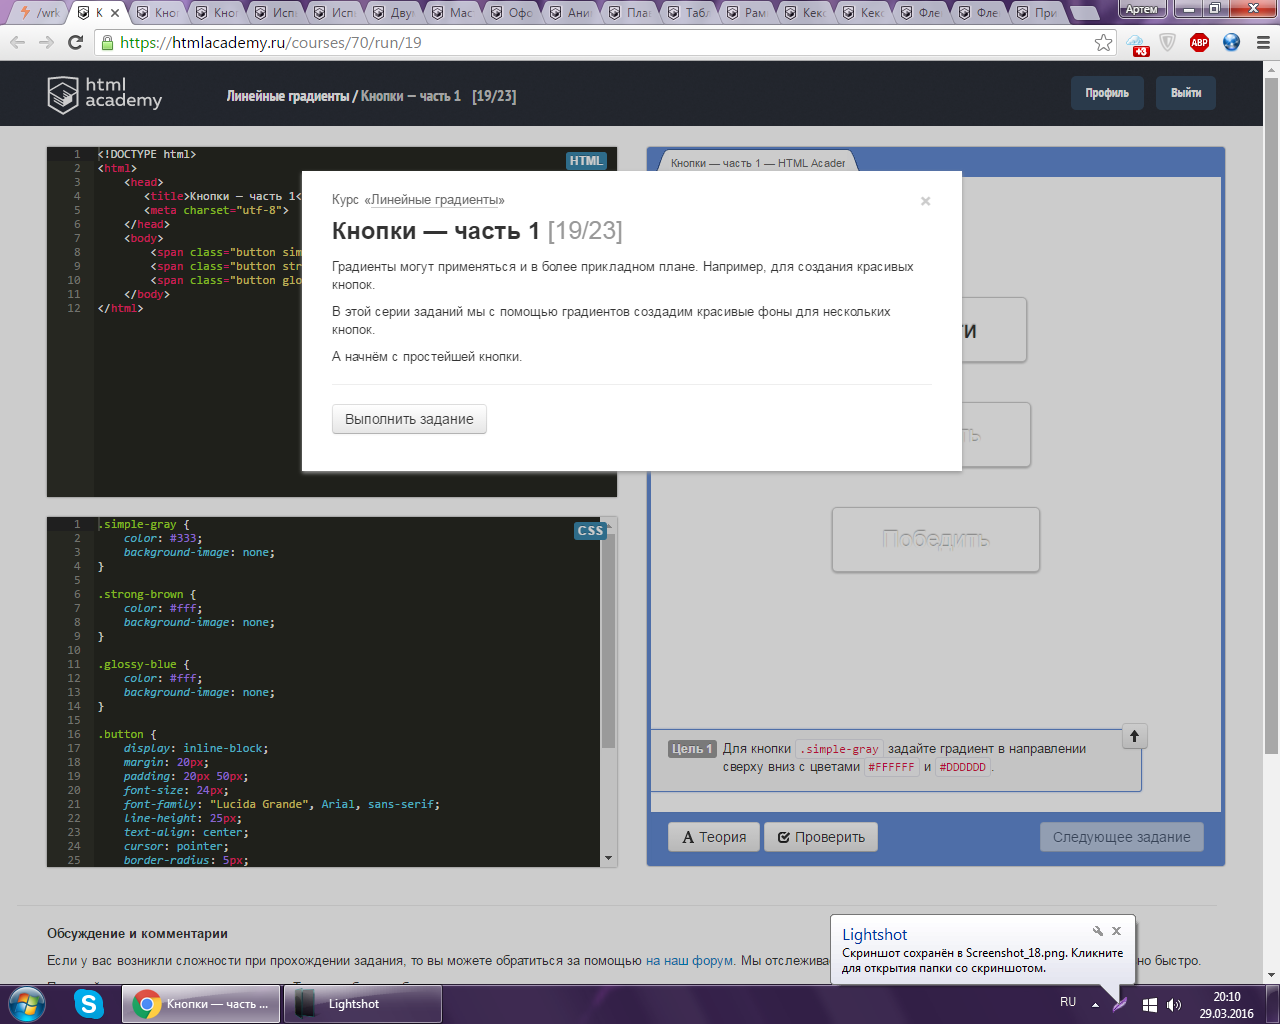 /wrk
К
Кно
Кно
Исп
Исп
Дву
Мас
Офо
Ани
Пла
Табл
Рам
Кекс
Кекс
Фле
Фле
При
Артем
https://htmlacademy.ru/courses/70/run/19
+3
ABP
html
academy
Линейные градиенты / Кнопки — часть 1 [19/23]
Профиль
Выйти
HTML
1 <!DOCTYPE html>
2 <html>
3 <head>
4 <title>Кнопки — часть 1<
5 <meta charset="utf-8">
6 </head>
7 <body>
8 <span class="button sim
9 <span class="button str
10 <span class="button glo
11 </body>
12 </html>
Кнопки — часть 1 — HTML Academ
Курс «Линейные градиенты»
×
Кнопки — часть 1 [19/23]
Градиенты могут применяться и в более прикладном плане. Например, для создания красивых
кнопок.
В этой серии заданий мы с помощью градиентов создадим красивые фоны для нескольких
кнопок.
А начнём с простейшей кнопки.
Выполнить задание
ти
ть
Победить
CSS
1 .simple-gray {
2 color: #333;
3 background-image: none;
4 }
5
6 .strong-brown {
7 color: #fff;
8 background-image: none;
9 }
10
11 .glossy-blue {
12 color: #fff;
13 background-image: none;
14 }
15
16 .button {
17 display: inline-block;
18 margin: 20px;
19 padding: 20px 50px;
20 font-size: 24px;
21 font-family: "Lucida Grande", Arial, sans-serif;
22 line-height: 25px;
23 text-align: center;
24 cursor: pointer;
25 border-radius: 5px;
Цель 1 Для кнопки .simple-gray задайте градиент в направлении
сверху вниз с цветами #FFFFFF и #DDDDDD.
Теория
Проверить
Следующее задание
Обсуждение и комментарии
Если у вас возникли сложности при прохождении задания, то вы можете обратиться за помощью на наш форум. Мы отслежива
но быстро.
Lightshot
Скриншот сохранён в Screenshot_18.png. Кликните
для открытия папки со скриншотом.
Кнопки — часть ...
Lightshot
RU
20:10
29.03.2016